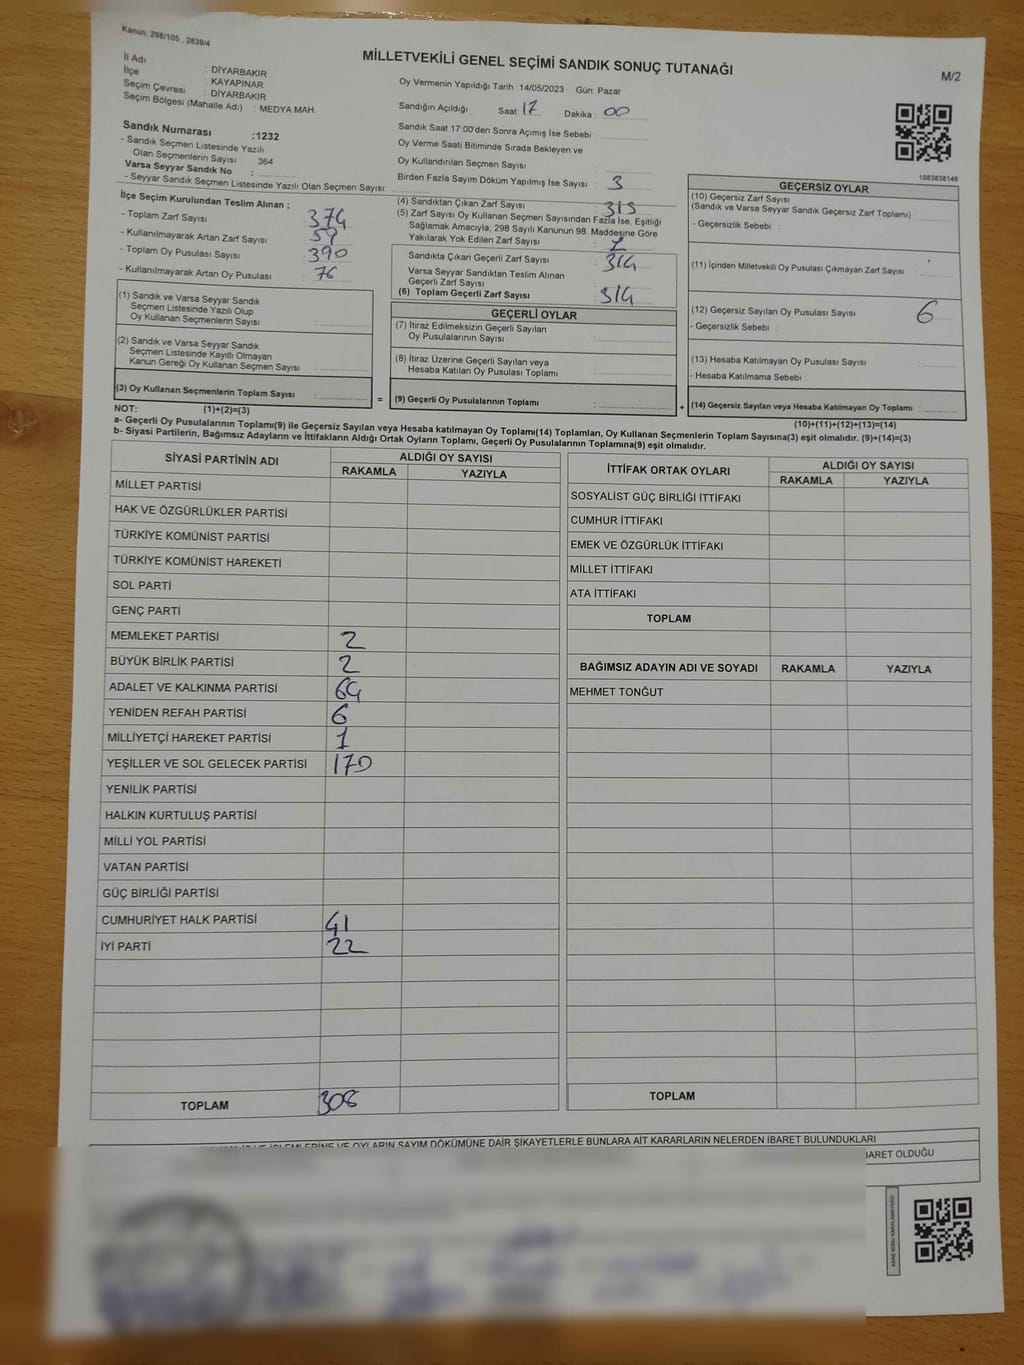 Kanun: 298/105 , 2839/4
MİLLETVEKİLİ GENEL SEÇİMİ SANDIK SONUÇ TUTANAĞI
M/2
İl Adı : DİYARBAKIR
İlçe : KAYAPINAR
Seçim Çevresi : DİYARBAKIR
Seçim Bölgesi (Mahalle Adı) : MEDYA MAH.
Sandık Numarası :1232
- Sandık Seçmen Listesinde Yazılı
Olan Seçmenlerin Sayısı : 364
Varsa Seyyar Sandık No :
- Seyyar Sandık Seçmen Listesinde Yazılı Olan Seçmen Sayısı:
Oy Vermenin Yapıldığı Tarih : 14/05/2023 Gün: Pazar
Sandığın Açıldığı Saat: 17 Dakika : 00
Sandık Saat 17:00'den Sonra Açımış İse Sebebi :
Oy Verme Saati Bitiminde Sırada Bekleyen ve
Oy Kullandırılan Seçmen Sayısı :
Birden Fazla Sayım Döküm Yapılmış İse Sayısı : 3
1083838146
İlçe Seçim Kurulundan Teslim Alınan ;
- Toplam Zarf Sayısı : 374
- Kullanılmayarak Artan Zarf Sayısı : 59
- Toplam Oy Pusulası Sayısı : 390
- Kullanılmayarak Artan Oy Pusulası : 76
(4) Sandıktan Çıkan Zarf Sayısı : 315
(5) Zarf Sayısı Oy Kullanan Seçmen Sayısından Fazla İse, Eşitliği
Sağlamak Amacıyla, 298 Sayılı Kanunun 98. Maddesine Göre
Yakılarak Yok Edilen Zarf Sayısı : 1
Sandıkta Çıkan Geçerli Zarf Sayısı : 314
Varsa Seyyar Sandıktan Teslim Alınan
Geçerli Zarf Sayısı :
(6) Toplam Geçerli Zarf Sayısı : 314
GEÇERSİZ OYLAR
(10) Geçersiz Zarf Sayısı
(Sandık ve Varsa Seyyar Sandık Geçersiz Zarf Toplamı) :
- Geçersizlik Sebebi :
(11) İçinden Milletvekili Oy Pusulası Çıkmayan Zarf Sayısı :
(12) Geçersiz Sayılan Oy Pusulası Sayısı : 6
- Geçersizlik Sebebi :
(13) Hesaba Katılmayan Oy Pusulası Sayısı :
- Hesaba Katılmama Sebebi :
(14) Geçersiz Sayılan veya Hesaba Katılmayan Oy Toplamı :
(1) Sandık ve Varsa Seyyar Sandık
Seçmen Listesinde Yazılı Olup
Oy Kullanan Seçmenlerin Sayısı :
(2) Sandık ve Varsa Seyyar Sandık
Seçmen Listesinde Kayıtlı Olmayan
Kanun Gereği Oy Kullanan Seçmen Sayısı :
(3) Oy Kullanan Seçmenlerin Toplam Sayısı : =
GEÇERLİ OYLAR
(7) İtiraz Edilmeksizin Geçerli Sayılan
Oy Pusulalarının Sayısı :
(8) İtiraz Üzerine Geçerli Sayılan veya
Hesaba Katılan Oy Pusulası Toplamı :
(9) Geçerli Oy Pusulalarının Toplamı : +
NOT: (1)+(2)=(3)
(10)+(11)+(12)+(13)=(14)
a- Geçerli Oy Pusulalarının Toplamı(9) ile Geçersiz Sayılan veya Hesaba katılmayan Oy Toplamı(14) Toplamları, Oy Kullanan Seçmenlerin Toplam Sayısına(3) eşit olmalıdır. (9)+(14)=(3)
b- Siyasi Partilerin, Bağımsız Adayların ve İttifakların Aldığı Ortak Oyların Toplamı, Geçerli Oy Pusulalarının Toplamına(9) eşit olmalıdır.
SİYASİ PARTİNİN ADI ALDIĞI OY SAYISI
RAKAMLA YAZIYLA
MİLLET PARTİSİ
HAK VE ÖZGÜRLÜKLER PARTİSİ
TÜRKİYE KOMÜNİST PARTİSİ
TÜRKİYE KOMÜNİST HAREKETİ
SOL PARTİ
GENÇ PARTİ
MEMLEKET PARTİSİ 2
BÜYÜK BİRLİK PARTİSİ 2
ADALET VE KALKINMA PARTİSİ 64
YENİDEN REFAH PARTİSİ 6
MİLLİYETÇİ HAREKET PARTİSİ 1
YEŞİLLER VE SOL GELECEK PARTİSİ 170
YENİLİK PARTİSİ
HALKIN KURTULUŞ PARTİSİ
MİLLİ YOL PARTİSİ
VATAN PARTİSİ
GÜÇ BİRLİĞİ PARTİSİ
CUMHURİYET HALK PARTİSİ 41
İYİ PARTİ 22
TOPLAM 308
İTTİFAK ORTAK OYLARI ALDIĞI OY SAYISI
RAKAMLA YAZIYLA
SOSYALİST GÜÇ BİRLİĞİ İTTİFAKI
CUMHUR İTTİFAKI
EMEK VE ÖZGÜRLÜK İTTİFAKI
MİLLET İTTİFAKI
ATA İTTİFAKI
TOPLAM
BAĞIMSIZ ADAYIN ADI VE SOYADI RAKAMLA YAZIYLA
MEHMET TONĞUT
TOPLAM
OYLARIN SAYIM DÖKÜMÜNE DAİR ŞİKAYETLERLE BUNLARA AİT KARARLARIN NELERDEN İBARET BULUNDUKLARI
OLDUĞU